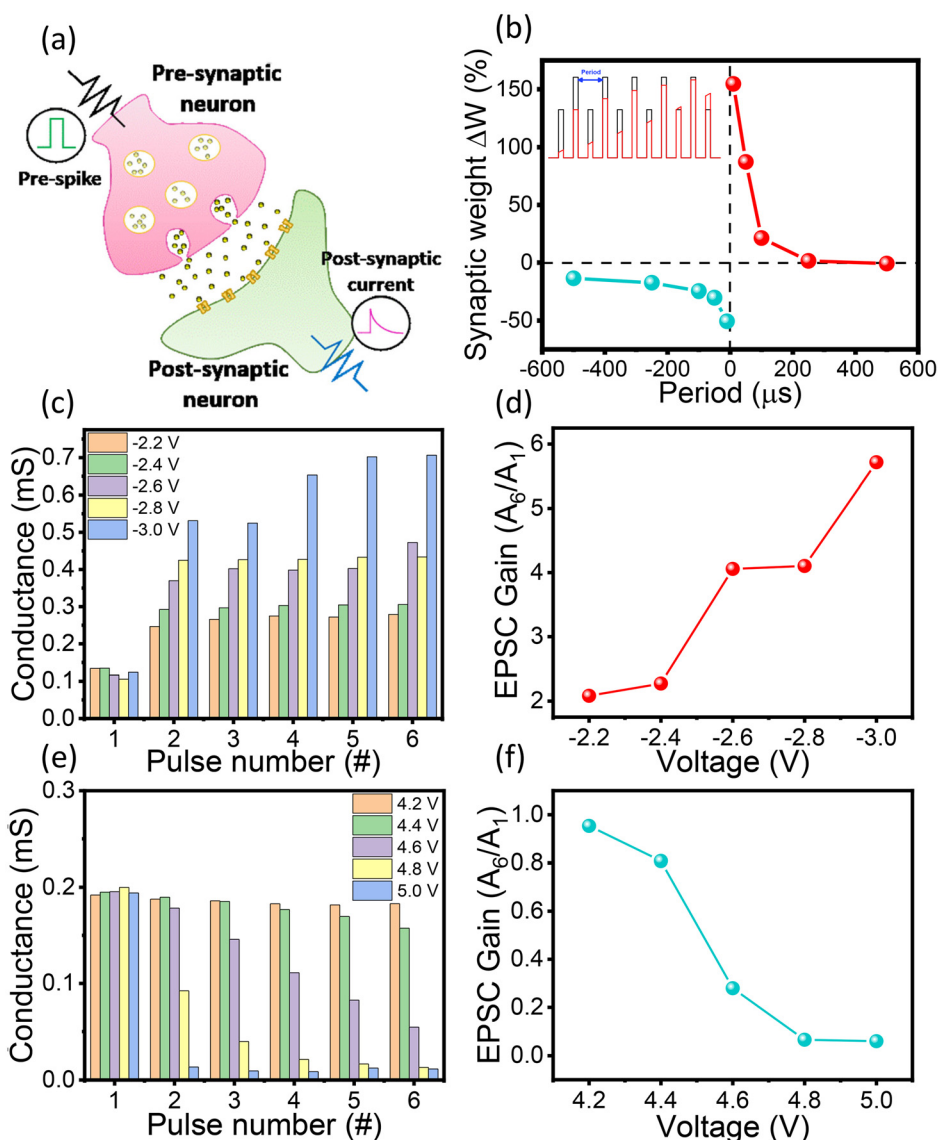 (a)
Pre-synaptic
neuron
Pre-spike
Post-synaptic
current
Post-synaptic
neuron
(b)
Synaptic weight ΔW (%)
150
100
50
0
-50
Period
-600 -400 -200 0 200 400 600
Period (μs)
(c)
Conductance (mS)
0.7
0.6
0.5
0.4
0.3
0.2
0.1
0.0
-2.2 V
-2.4 V
-2.6 V
-2.8 V
-3.0 V
1 2 3 4 5 6
Pulse number (#)
(d)
EPSC Gain (A6/A1)
6
5
4
3
2
-2.2 -2.4 -2.6 -2.8 -3.0
Voltage (V)
(e)
Conductance (mS)
0.3
0.2
0.1
0.0
4.2 V
4.4 V
4.6 V
4.8 V
5.0 V
1 2 3 4 5 6
Pulse number (#)
(f)
EPSC Gain (A6/A1)
1.0
0.8
0.6
0.4
0.2
0.0
4.2 4.4 4.6 4.8 5.0
Voltage (V)